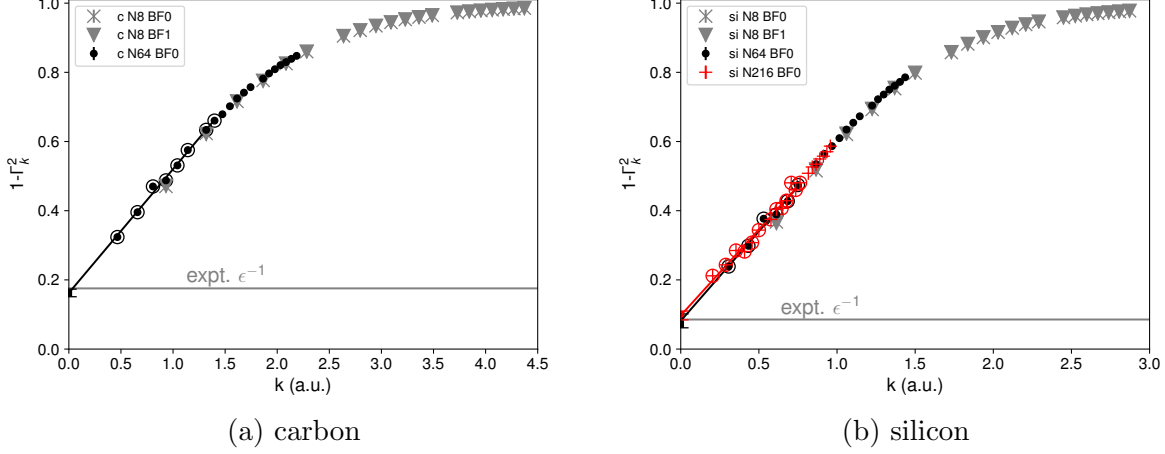 1-Γ²ₖ
1.0
0.8
0.6
0.4
0.2
0.0
c N8 BF0
c N8 BF1
c N64 BF0
expt. ϵ⁻¹
0.0 0.5 1.0 1.5 2.0 2.5 3.0 3.5 4.0 4.5
k (a.u.)
(a) carbon
1-Γ²ₖ
1.0
0.8
0.6
0.4
0.2
0.0
si N8 BF0
si N8 BF1
si N64 BF0
si N216 BF0
expt. ϵ⁻¹
0.0 0.5 1.0 1.5 2.0 2.5 3.0
k (a.u.)
(b) silicon